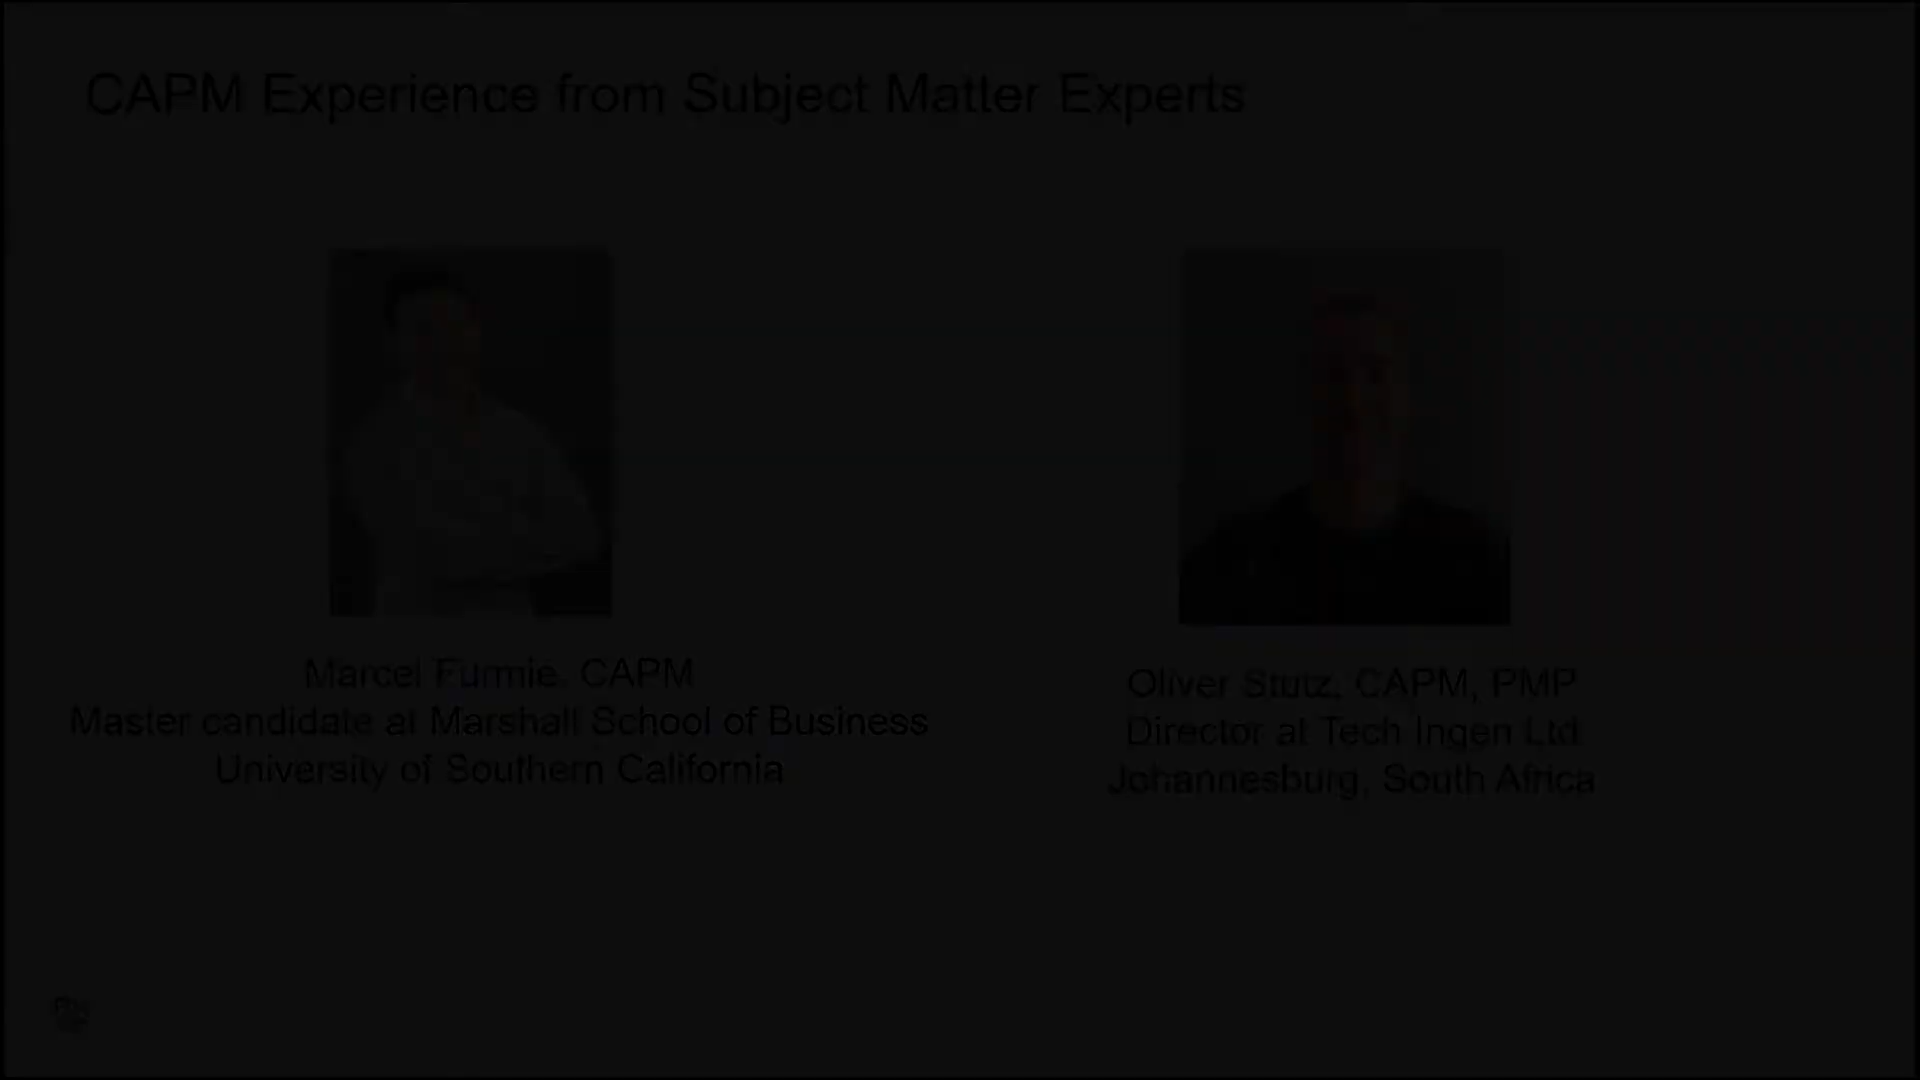 CAPM Experience from Subject Matter Experts
Marcel Furmie, CAPM
Master candidate at Marshall School of Business
University of Southern California
Oliver Stutz, CAPM, PMP
Director at Tech Ingen Ltd
Johannesburg, South Africa